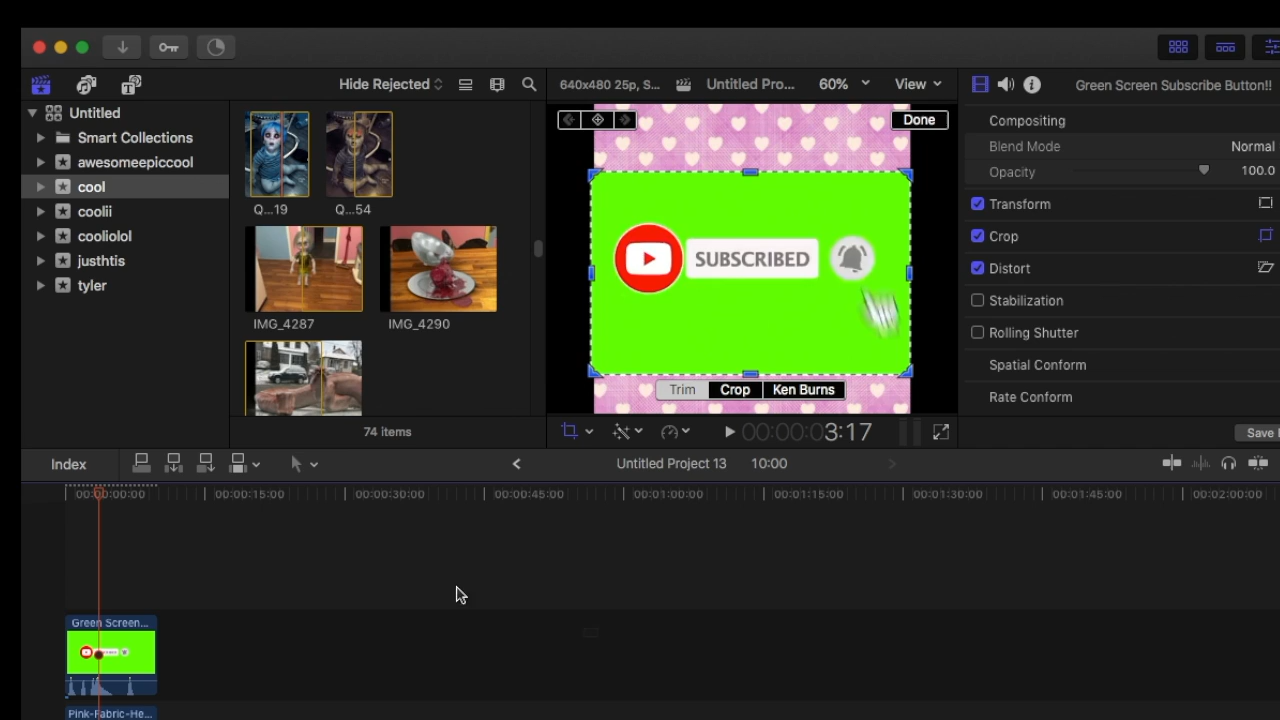 Hide Rejected
640x480 25p, S...
Untitled Pro...
60%
View
Green Screen Subscribe Button!!
Untitled
Smart Collections
awesomeepiccool
cool
coolii
cooliolol
justhtis
tyler
Q...19
Q...54
IMG_4287
IMG_4290
74 items
Done
SUBSCRIBED
Trim
Crop
Ken Burns
00:00:03:17
Compositing
Blend Mode
Normal
Opacity
100.0
Transform
Crop
Distort
Stabilization
Rolling Shutter
Spatial Conform
Rate Conform
Save
Index
Untitled Project 13
10:00
00:00:00:00
00:00:15:00
00:00:30:00
00:00:45:00
00:01:00:00
00:01:15:00
00:01:30:00
00:01:45:00
00:02:00:00
Green Screen...
Pink-Fabric-He...